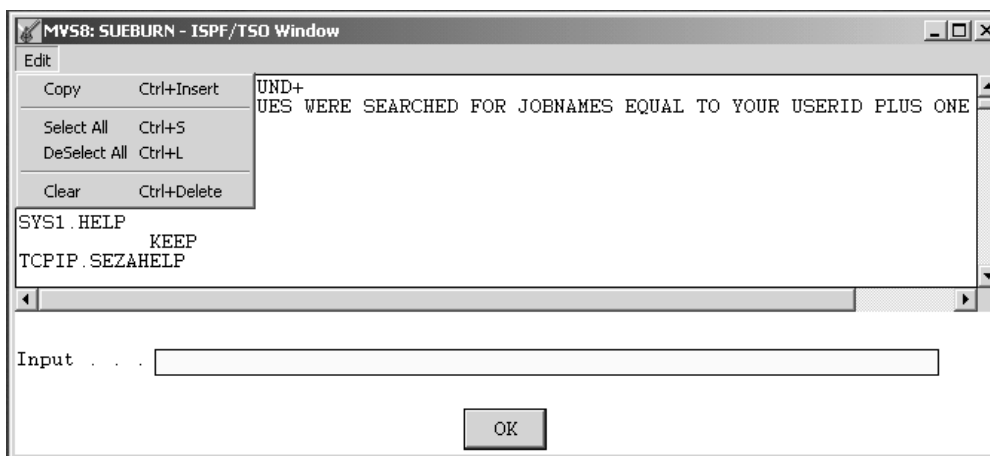 MVS8: SUEBURN - ISPF/TSO Window
Edit
Copy Ctrl+Insert
Select All Ctrl+S
DeSelect All Ctrl+L
Clear Ctrl+Delete
UND+
UES WERE SEARCHED FOR JOBNAMES EQUAL TO YOUR USERID PLUS ONE
SYS1.HELP
KEEP
TCPIP.SEZAHELP
Input . . .
OK